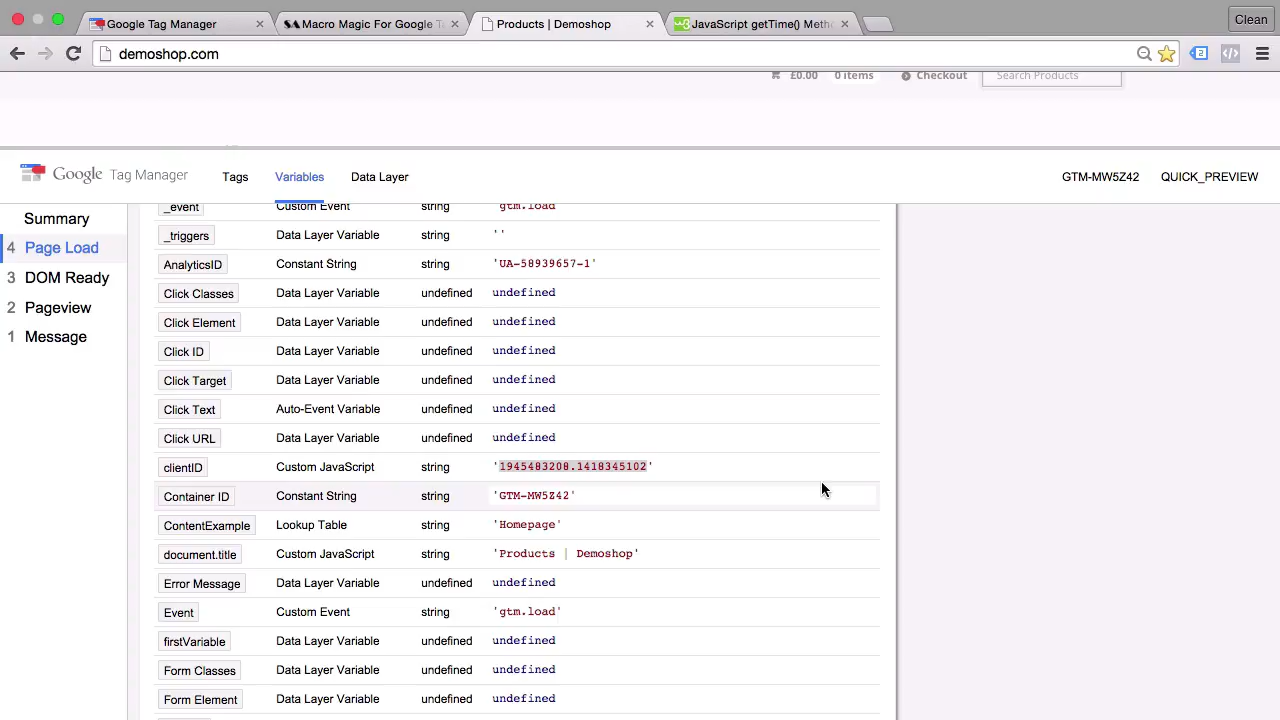 Google Tag Manager
Macro Magic For Google Ta
Products | Demoshop
w3 JavaScript getTime() Meth
Clean
demoshop.com
£0.00 0 items Checkout Search Products
Google Tag Manager Tags Variables Data Layer GTM-MW5Z42 QUICK_PREVIEW
Summary
4 Page Load
3 DOM Ready
2 Pageview
1 Message
_event Custom Event string 'gtm.load'
_triggers Data Layer Variable string ''
AnalyticsID Constant String string 'UA-58939657-1'
Click Classes Data Layer Variable undefined undefined
Click Element Data Layer Variable undefined undefined
Click ID Data Layer Variable undefined undefined
Click Target Data Layer Variable undefined undefined
Click Text Auto-Event Variable undefined undefined
Click URL Data Layer Variable undefined undefined
clientID Custom JavaScript string '1945483208.1418345102'
Container ID Constant String string 'GTM-MW5Z42'
ContentExample Lookup Table string 'Homepage'
document.title Custom JavaScript string 'Products | Demoshop'
Error Message Data Layer Variable undefined undefined
Event Custom Event string 'gtm.load'
firstVariable Data Layer Variable undefined undefined
Form Classes Data Layer Variable undefined undefined
Form Element Data Layer Variable undefined undefined